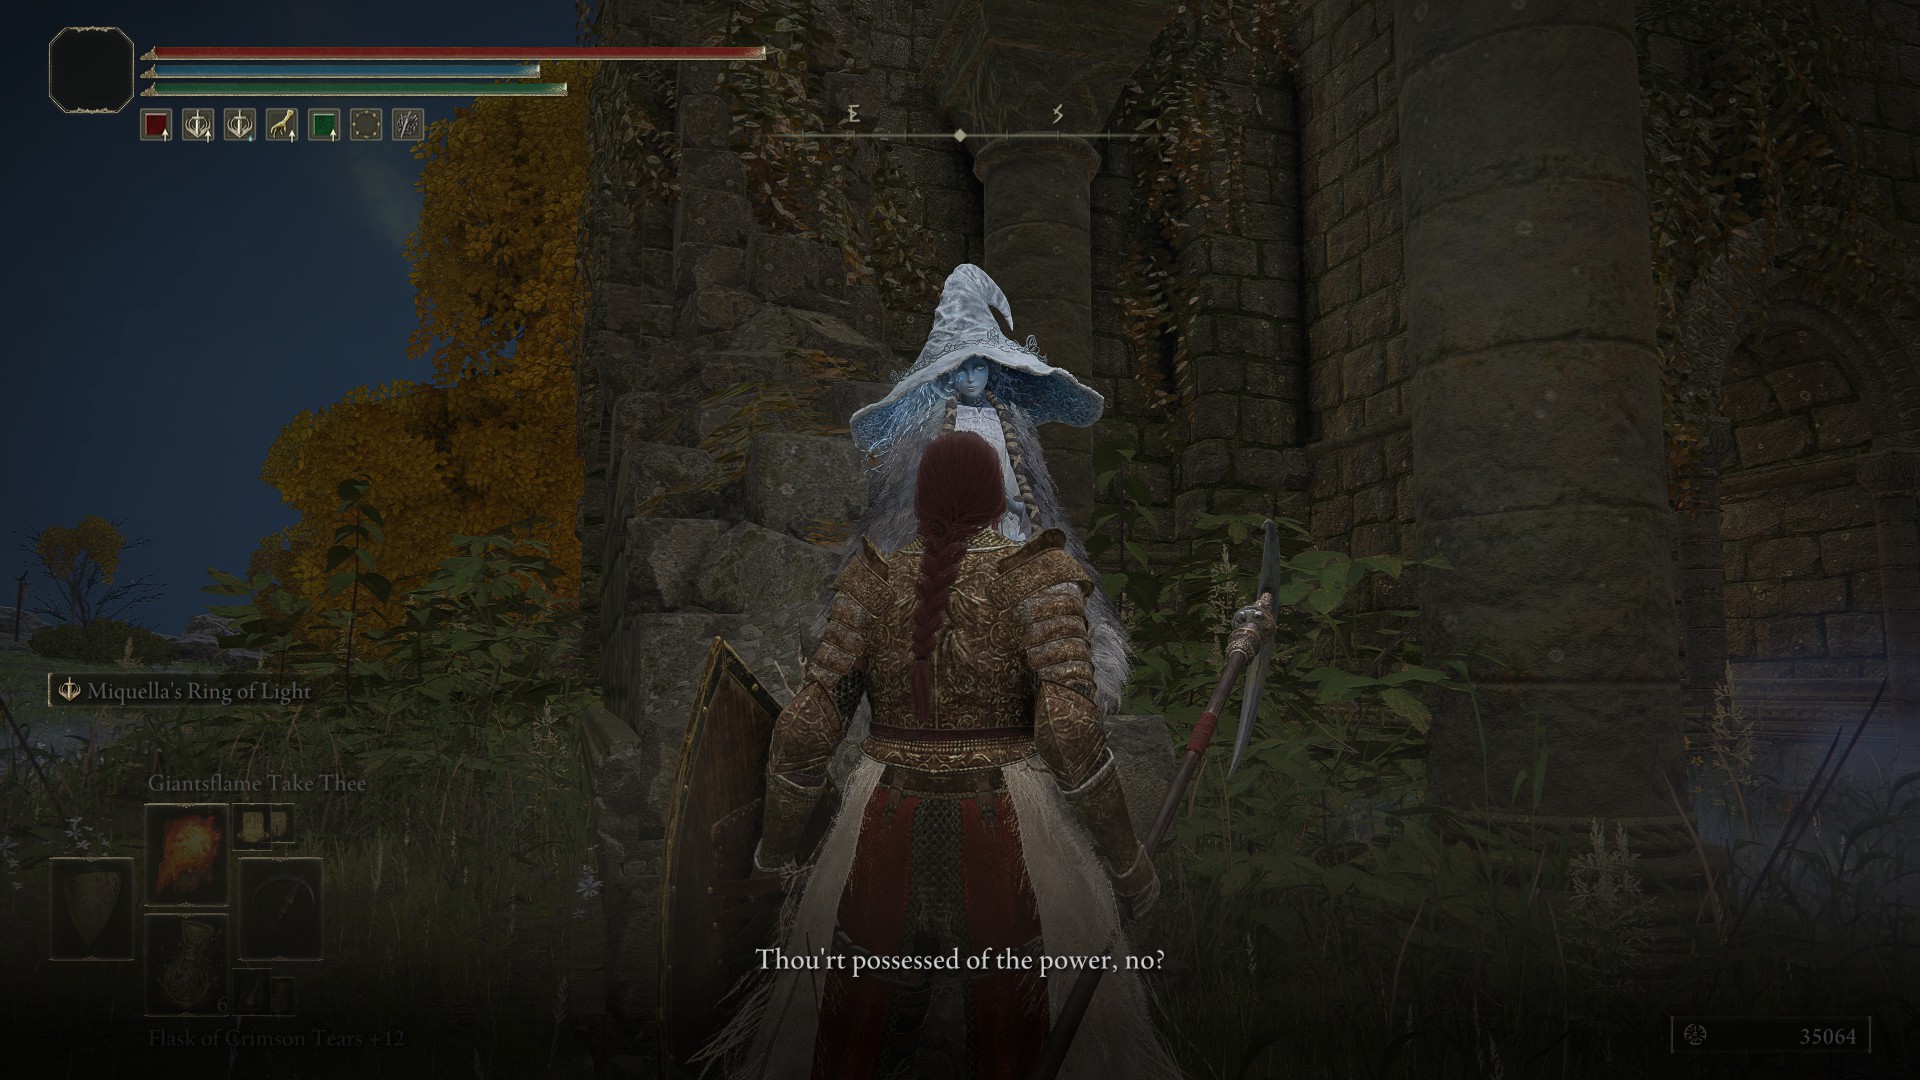 E S
Miquella's Ring of Light
Giantsflame Take Thee
6
Flask of Crimson Tears +12
Thou'rt possessed of the power, no?
35064